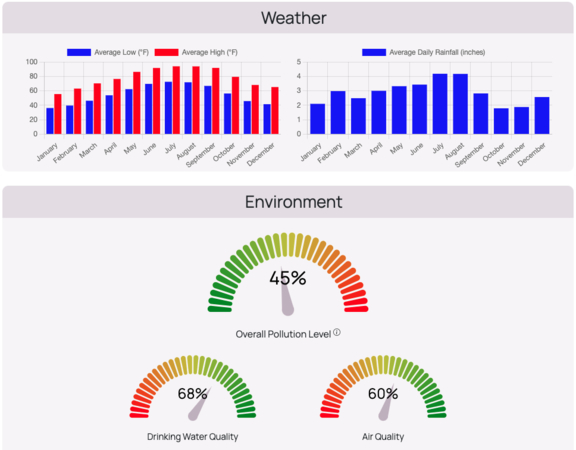 Weather
Average Low (°F) Average High (°F)
100
80
60
40
20
0
January February March April May June July August September October November December
Average Daily Rainfall (inches)
5
4
3
2
1
0
January February March April May June July August September October November December
Environment
45%
Overall Pollution Level ⓘ
68%
Drinking Water Quality
60%
Air Quality